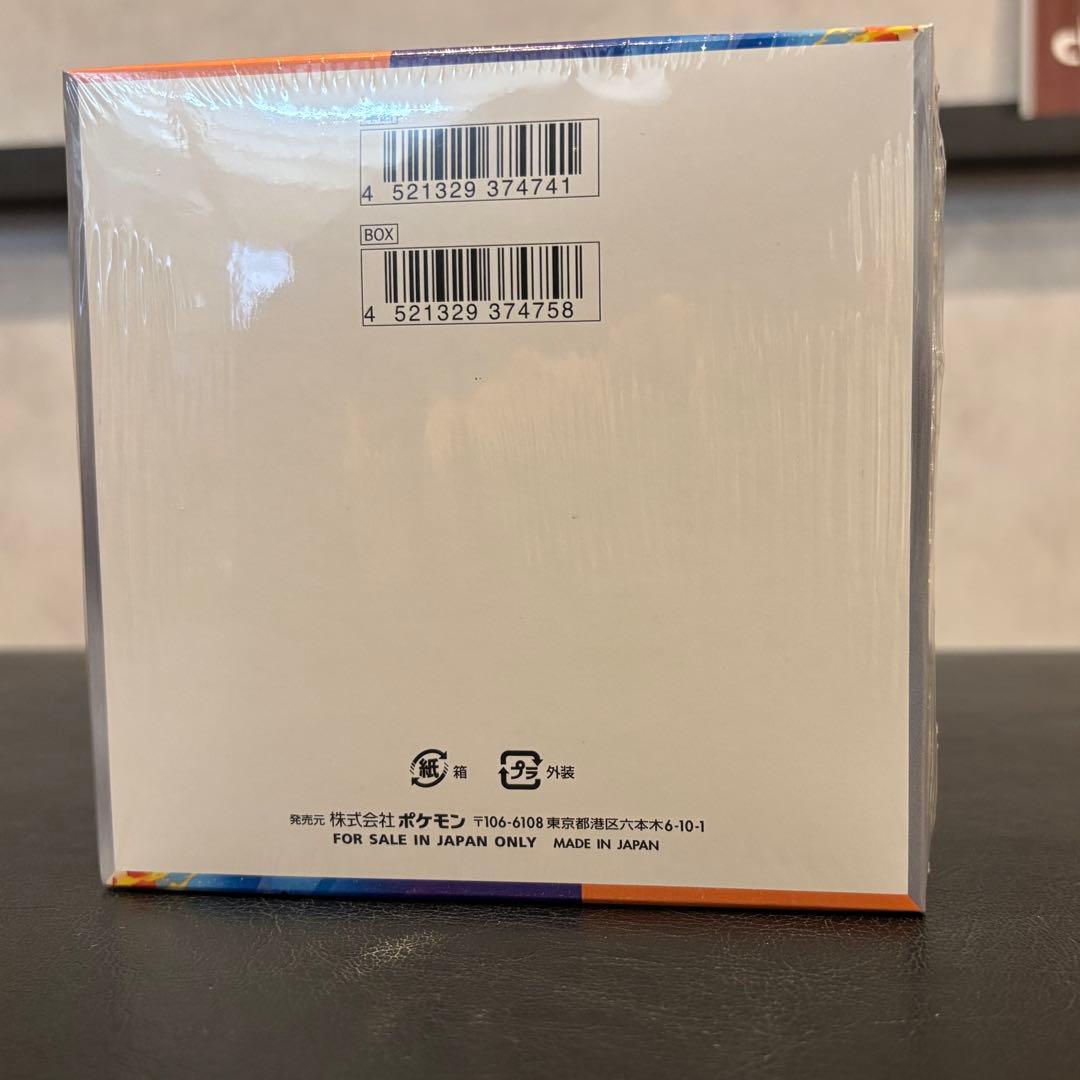 4 521329 374741
BOX
4 521329 374758
紙 箱 プラ 外装
発売元 株式会社 ポケモン 〒106-6108 東京都港区六本木6-10-1
FOR SALE IN JAPAN ONLY MADE IN JAPAN